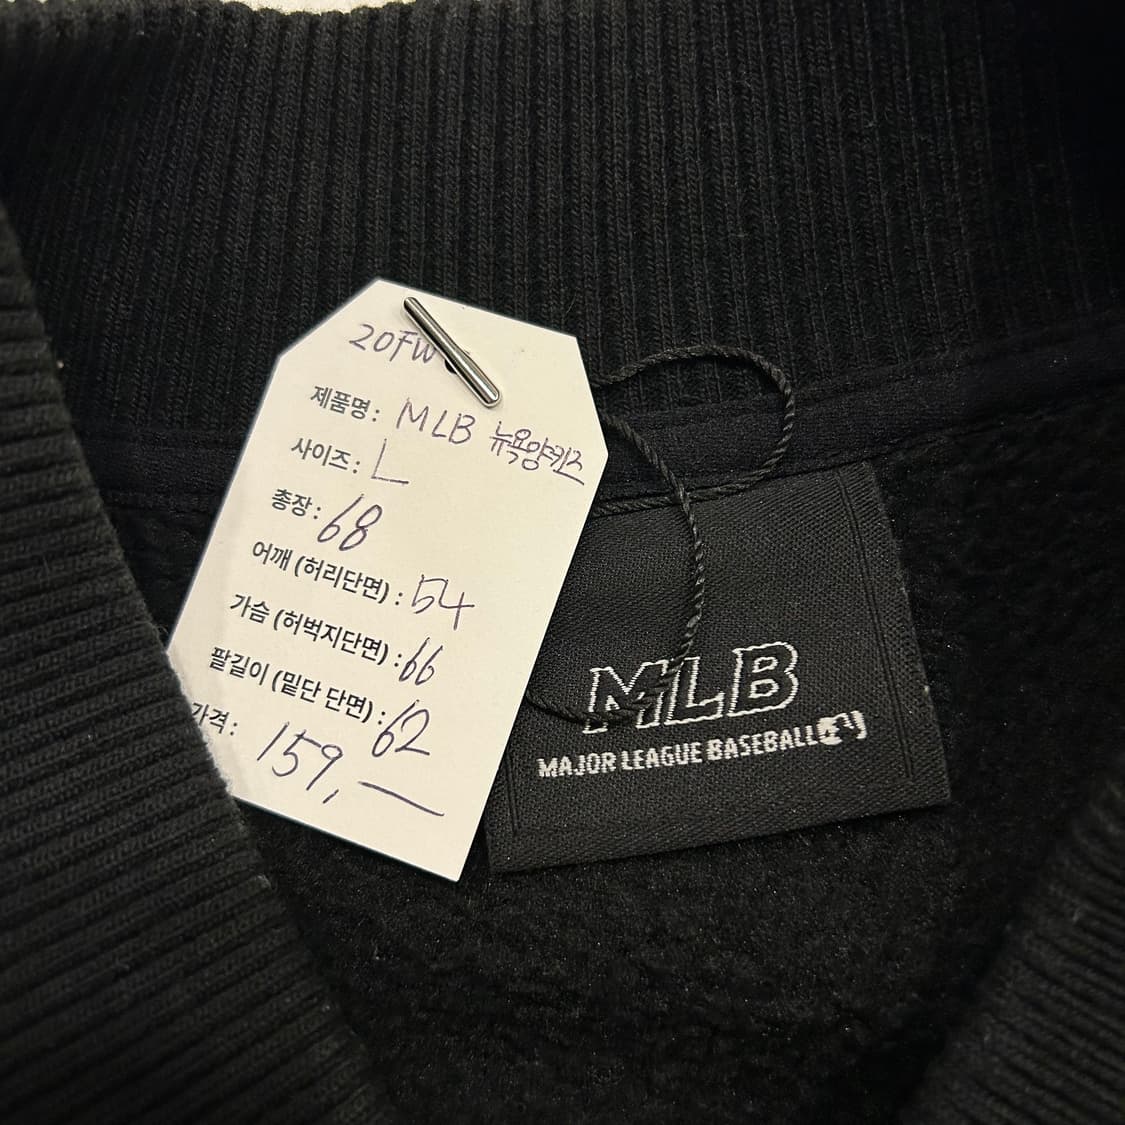 20FW
제품명: MLB 뉴욕양키즈
사이즈: L
총장: 68
어깨 (허리단면) : 54
가슴 (허벅지단면) : 66
팔길이 (밑단 단면) : 62
가격: 159,—
MLB
MAJOR LEAGUE BASEBALL